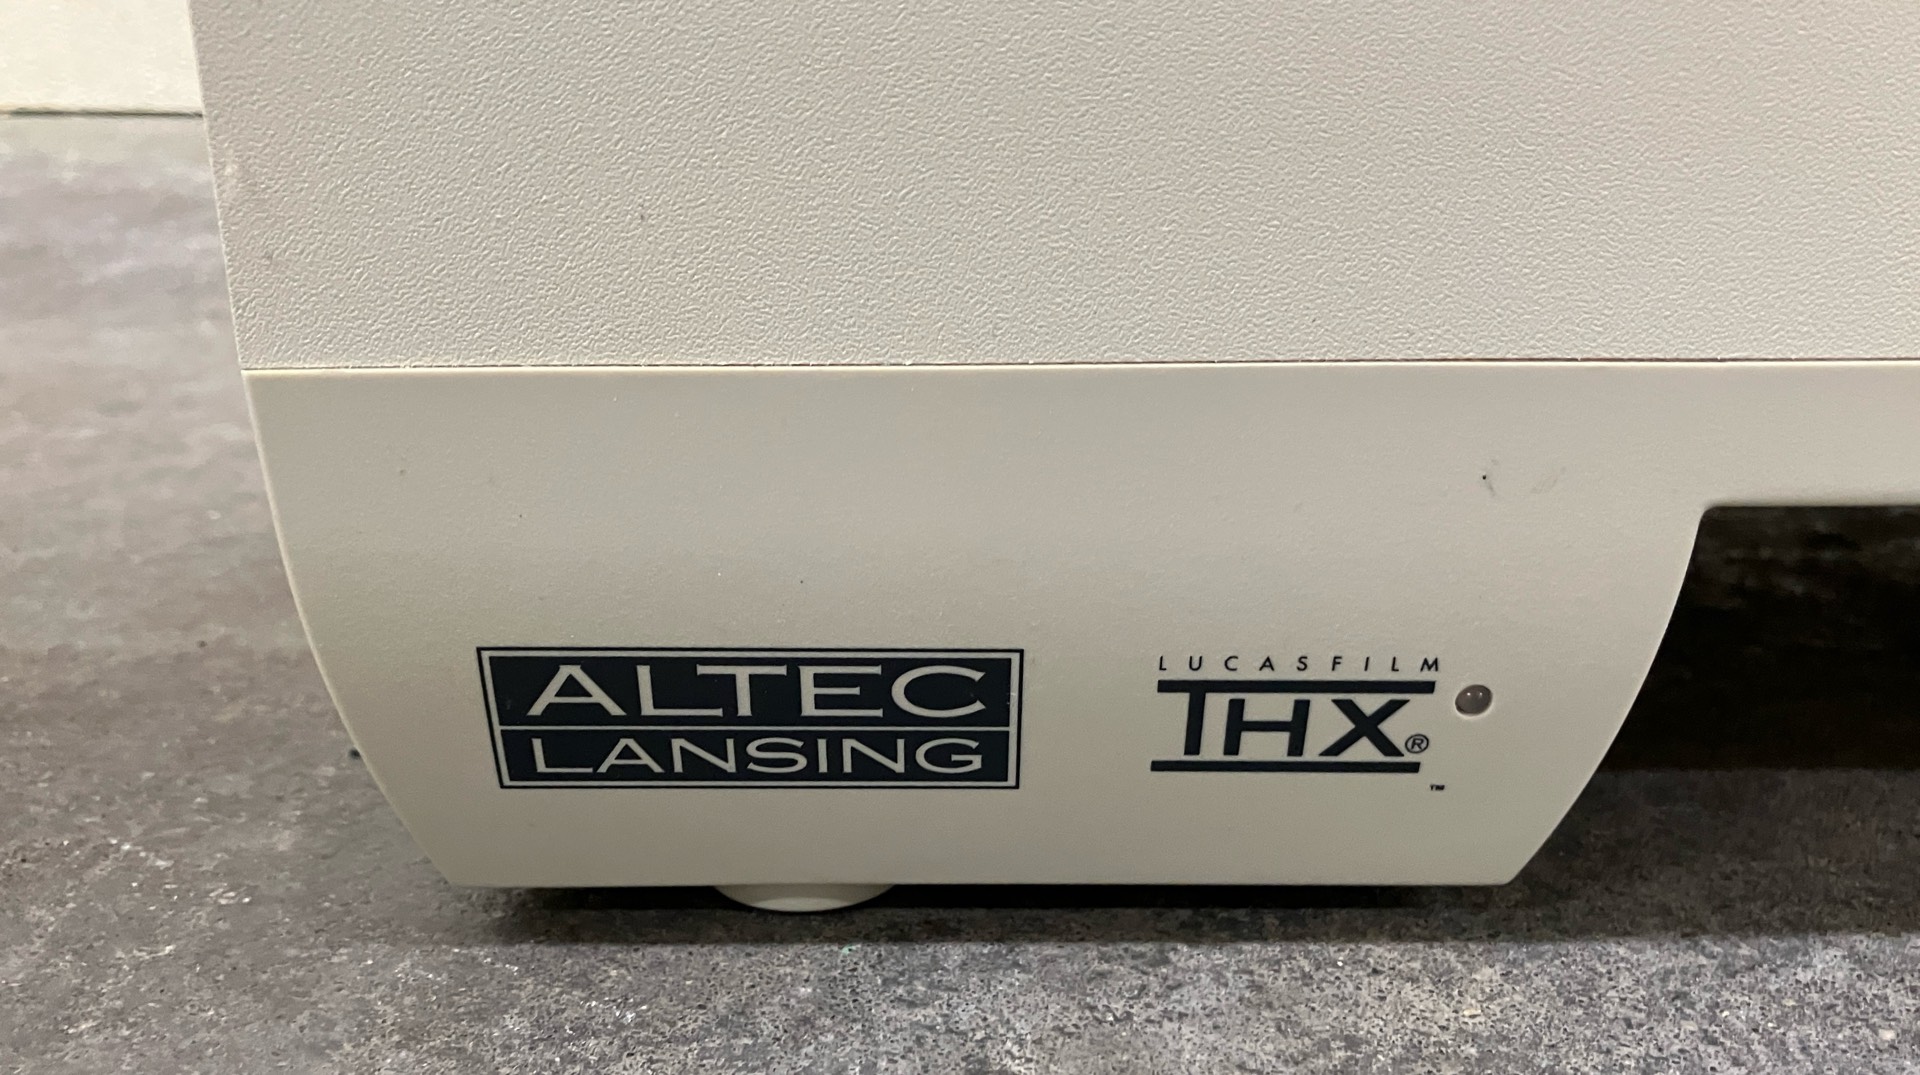 ALTEC
LANSING
LUCASFILM
THX®
™